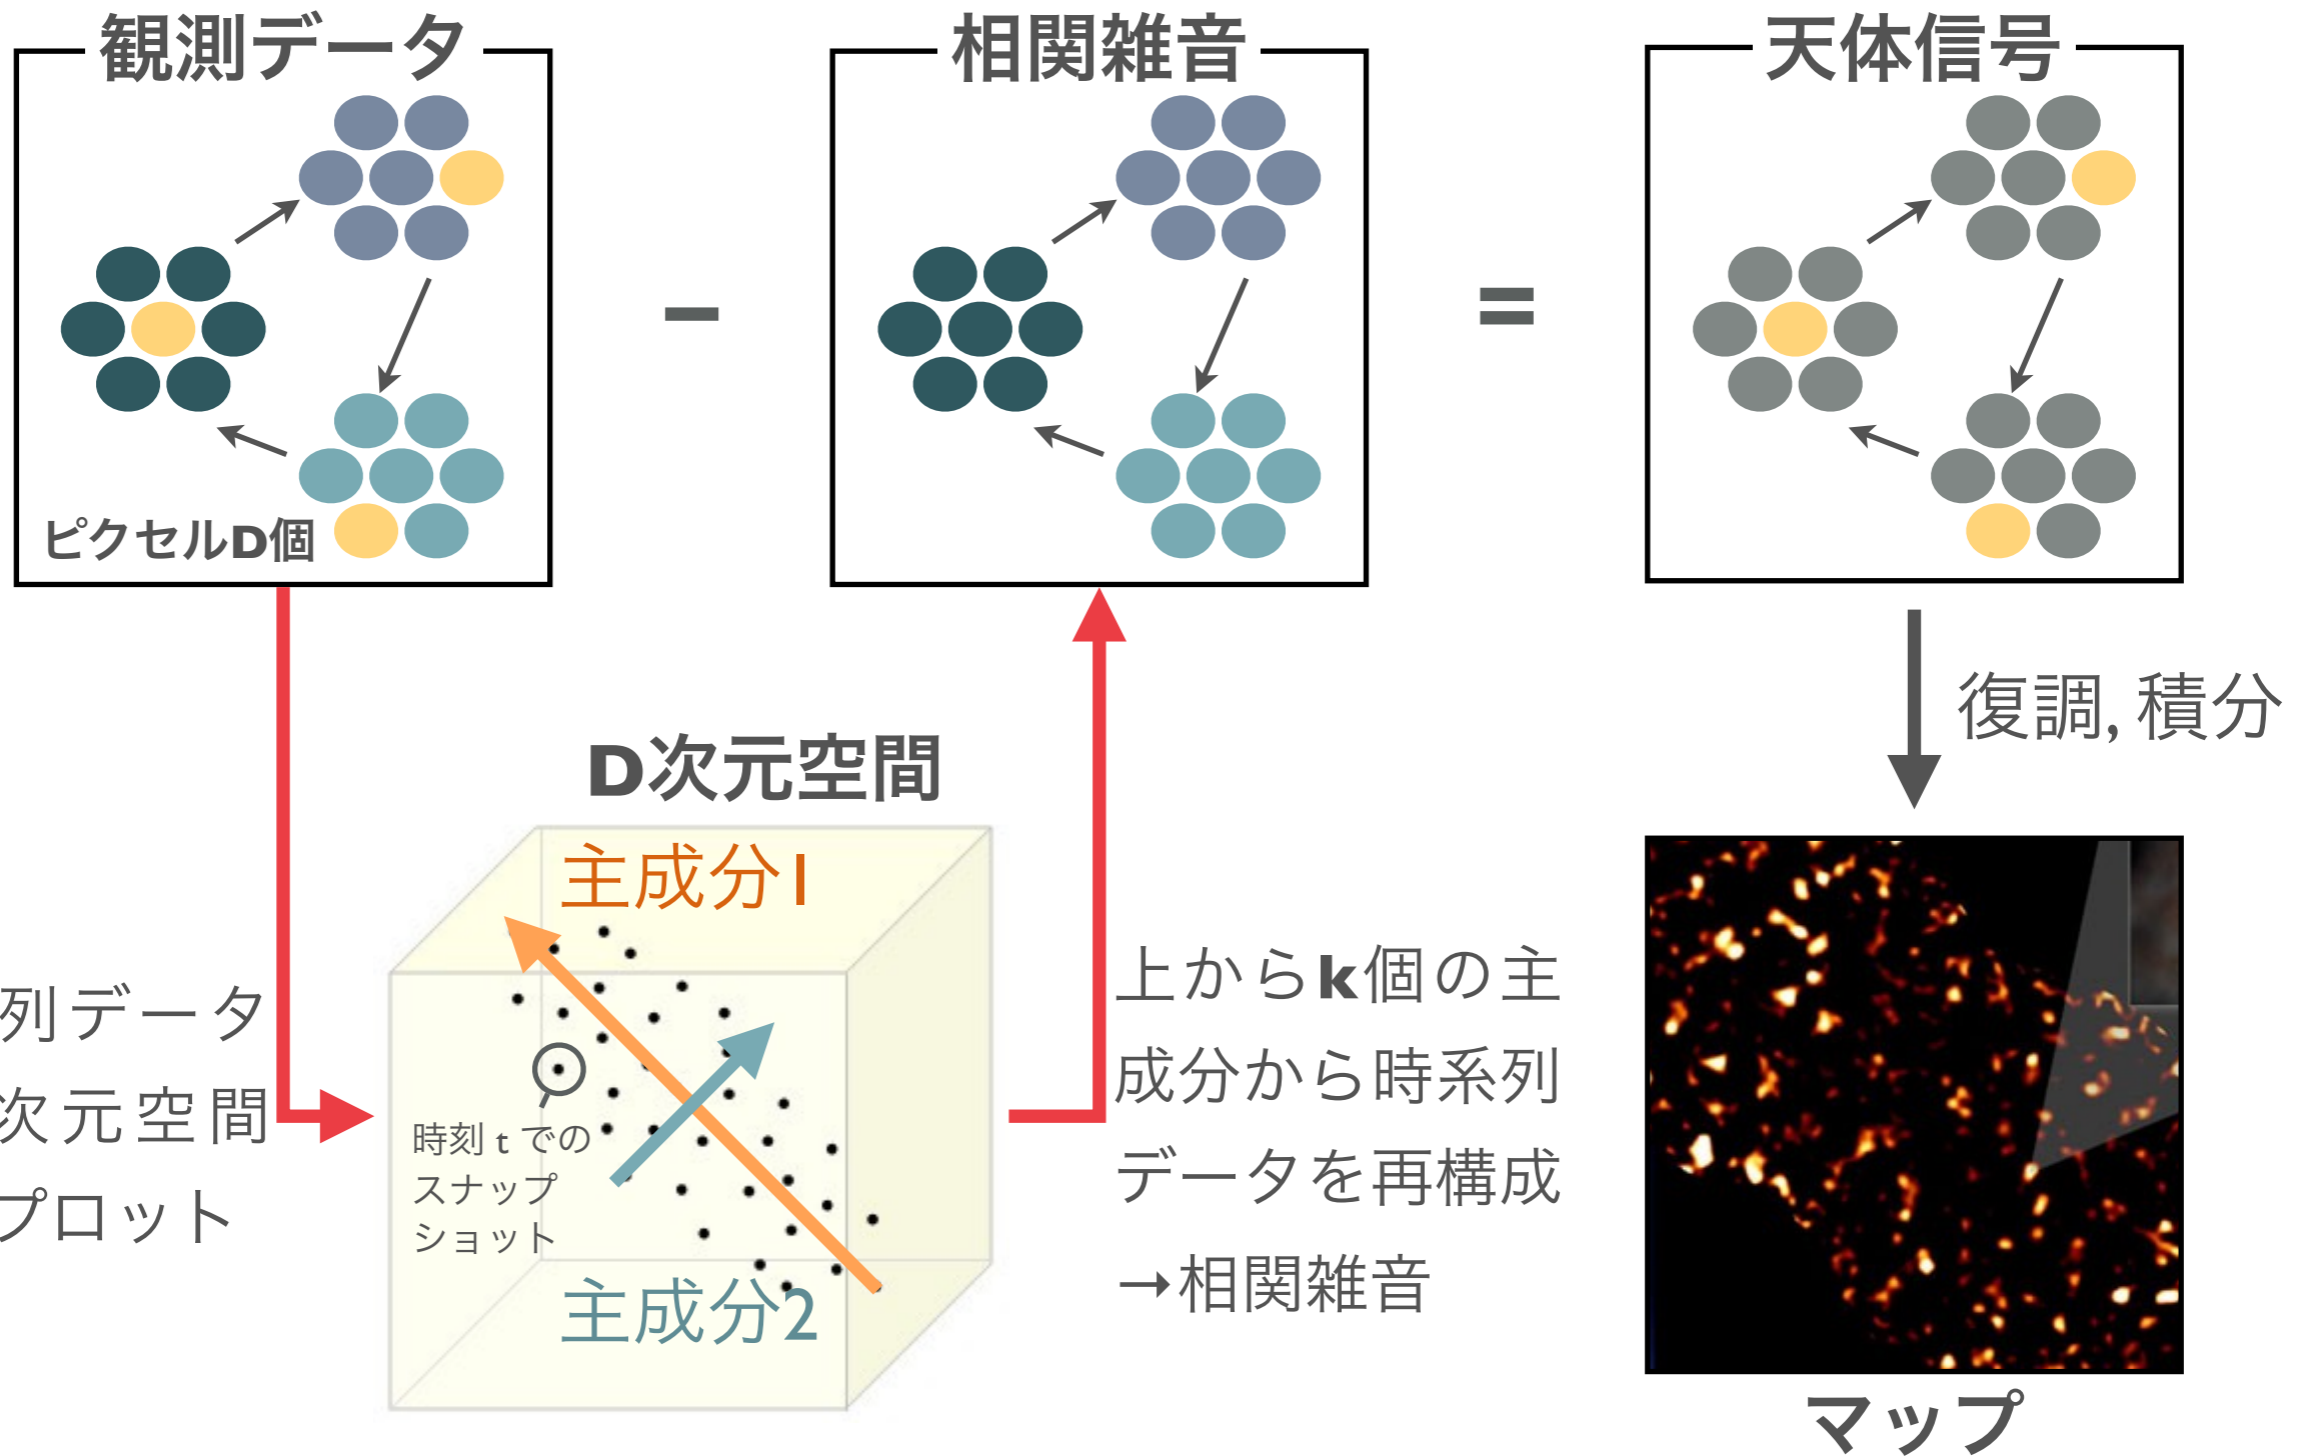 観測データ
相関雑音
天体信号
−
=
ピクセルD個
復調, 積分
D次元空間
主成分1
列データ
次元空間
プロット
時刻 t での
スナップ
ショット
主成分2
上からk個の主
成分から時系列
データを再構成
→相関雑音
マップ